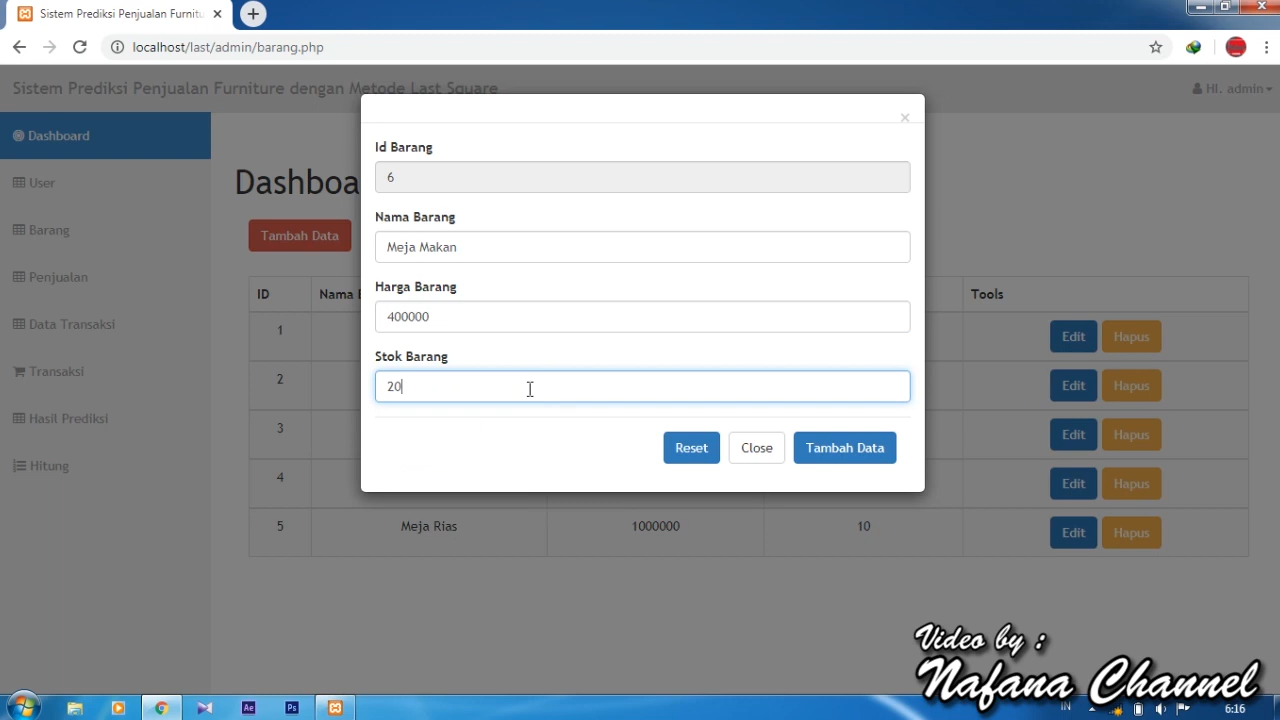 Sistem Prediksi Penjualan Furnitu
localhost/last/admin/barang.php
Sistem Prediksi Penjualan Furniture dengan Metode Last Square
HI. admin
Dashboard
User
Barang
Penjualan
Data Transaksi
Transaksi
Hasil Prediksi
Hitung
Dashboa
Tambah Data
ID
Nama B
Tools
1
Edit
Hapus
2
Edit
Hapus
3
Edit
Hapus
4
Edit
Hapus
5
Meja Rias
1000000
10
Edit
Hapus
×
Id Barang
6
Nama Barang
Meja Makan
Harga Barang
400000
Stok Barang
20
Reset
Close
Tambah Data
Video by :
Nafana Channel
Ae
Ps
IN
6:16